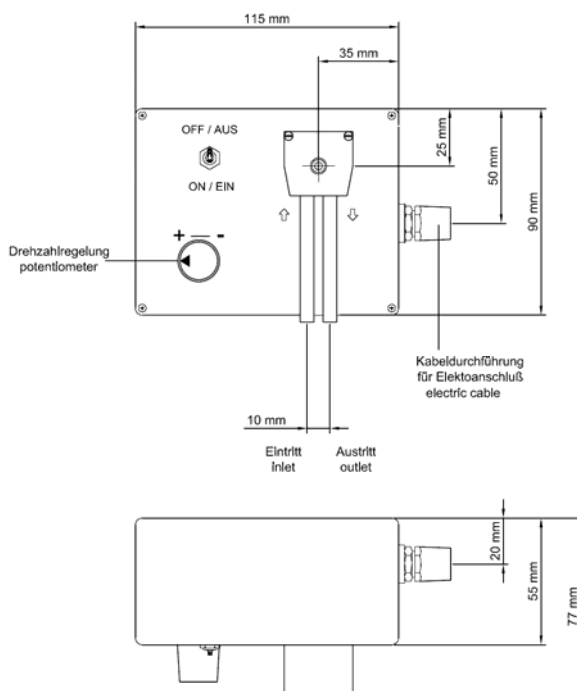 115 mm
35 mm
OFF / AUS
ON / EIN
25 mm
50 mm
90 mm
+ — -
Drehzahlregelung
potentiometer
Kabeldurchführung
für Elektoanschluß
electric cable
10 mm
Eintritt
inlet
Austritt
outlet
20 mm
55 mm
77 mm